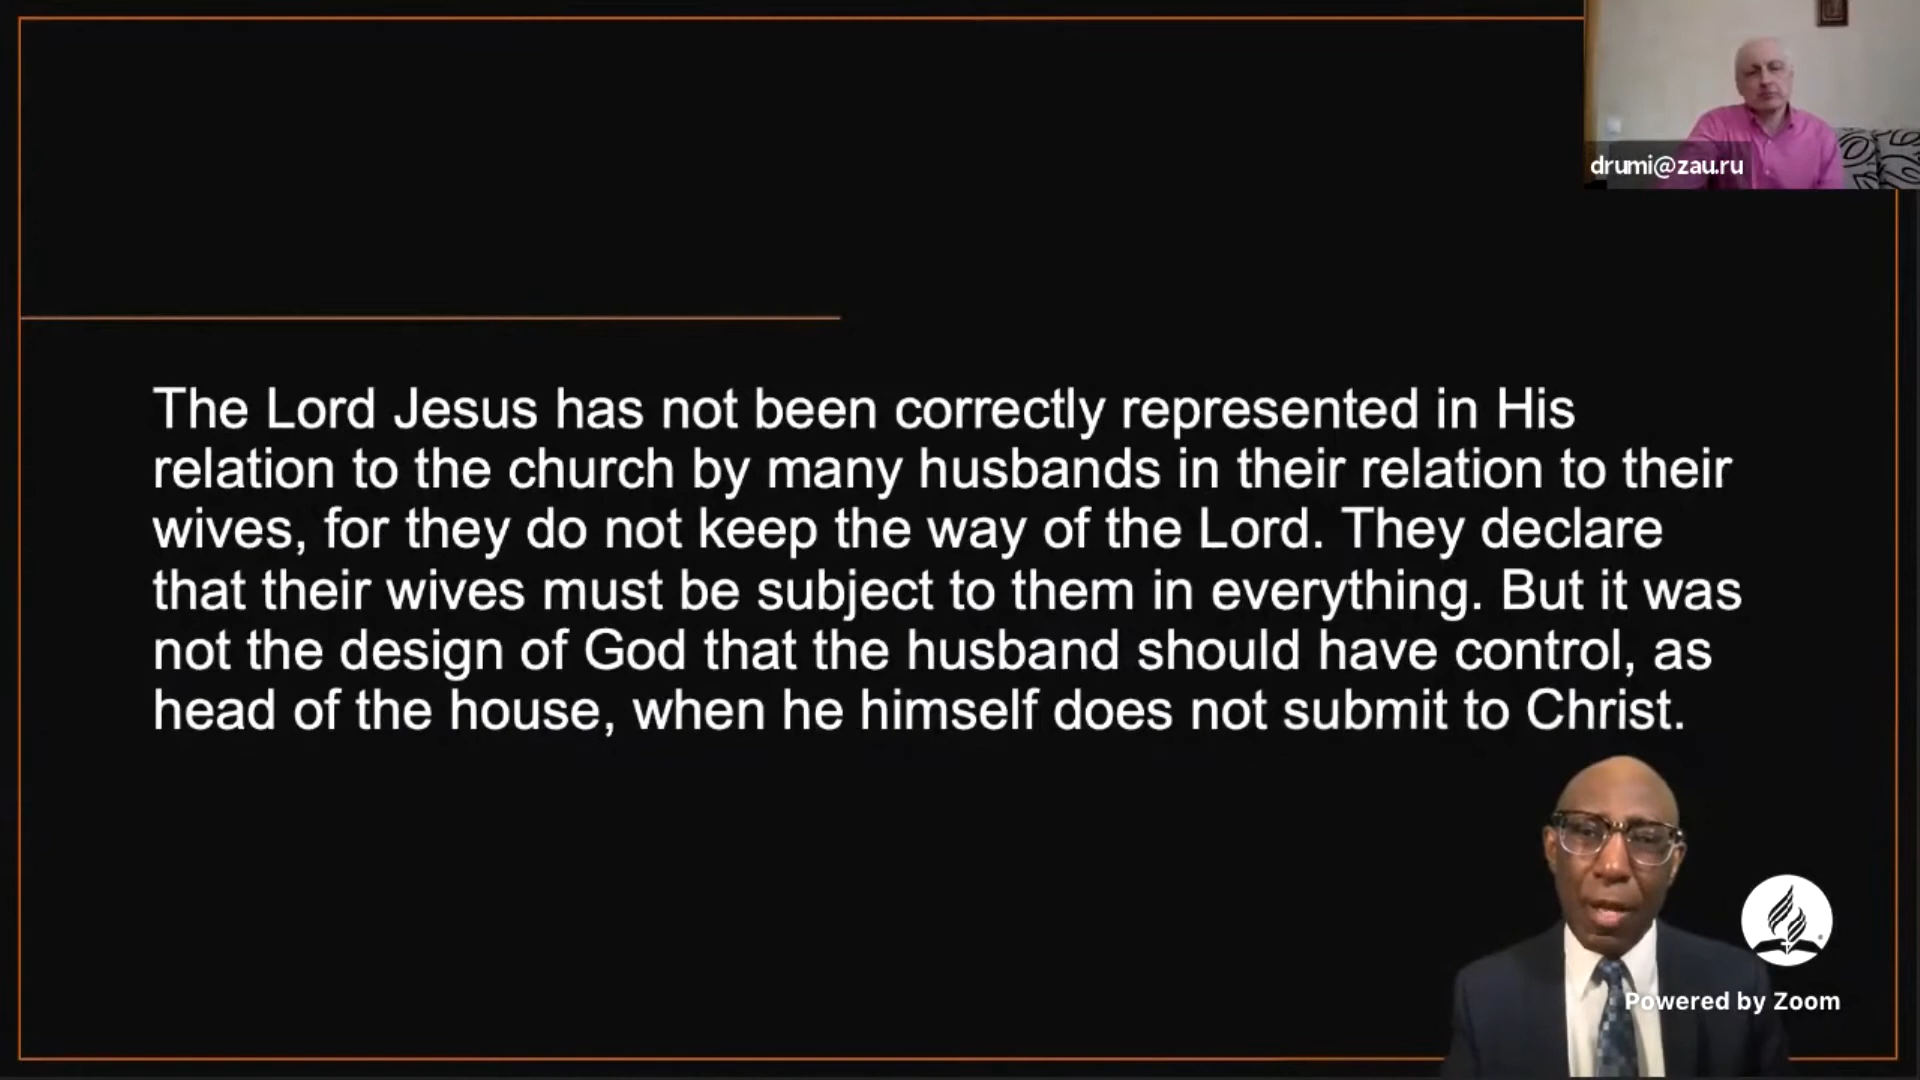 drumi@zau.ru
The Lord Jesus has not been correctly represented in His
relation to the church by many husbands in their relation to their
wives, for they do not keep the way of the Lord. They declare
that their wives must be subject to them in everything. But it was
not the design of God that the husband should have control, as
head of the house, when he himself does not submit to Christ.
Powered by Zoom